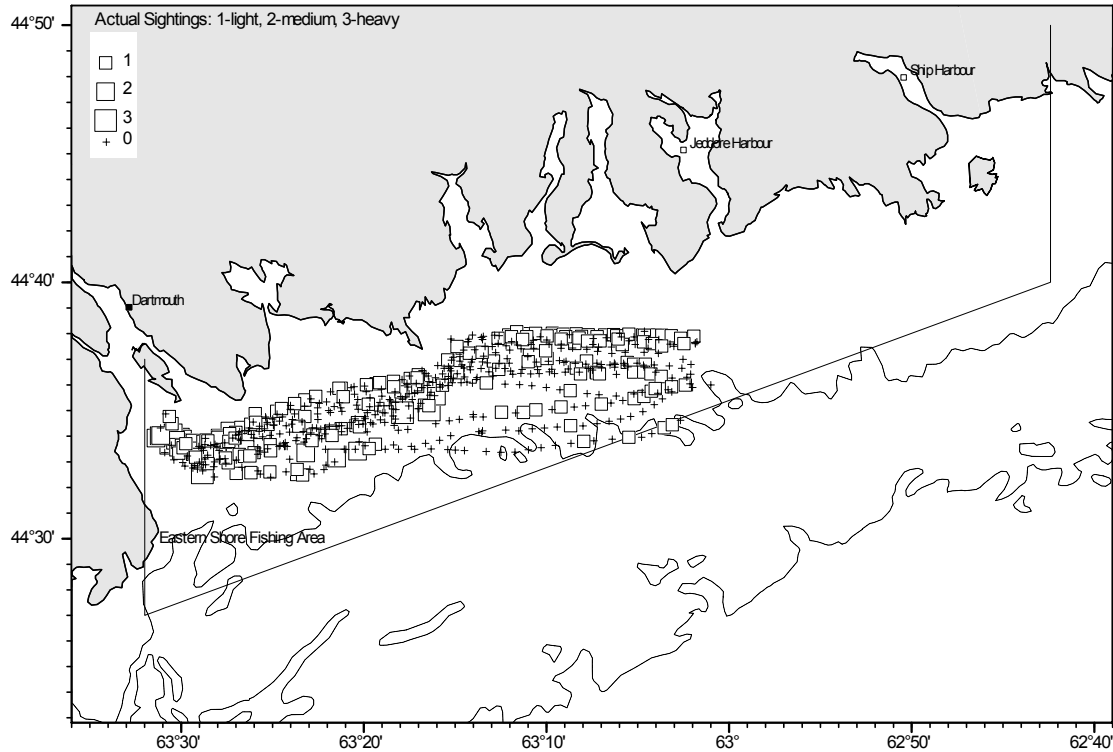 44°50'
Actual Sightings: 1-light, 2-medium, 3-heavy
1
2
3
0
Ship Harbour
Jeddore Harbour
44°40'
Dartmouth
44°30'
Eastern Shore Fishing Area
63°30'
63°20'
63°10'
63°
62°50'
62°40'